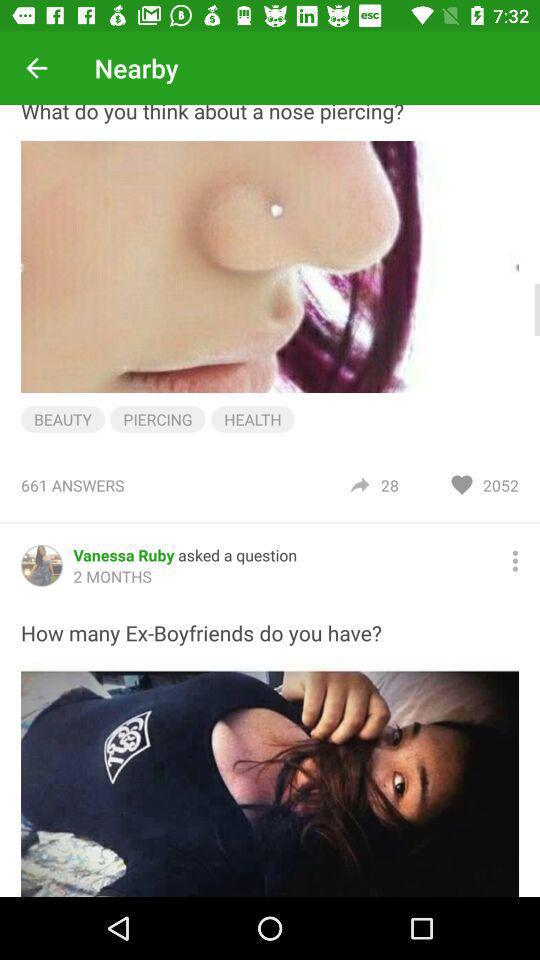 esc 7:32
Nearby
What do you think about a nose piercing?
BEAUTY PIERCING HEALTH
661 ANSWERS 28 2052
Vanessa Ruby asked a question
2 MONTHS
How many Ex-Boyfriends do you have?